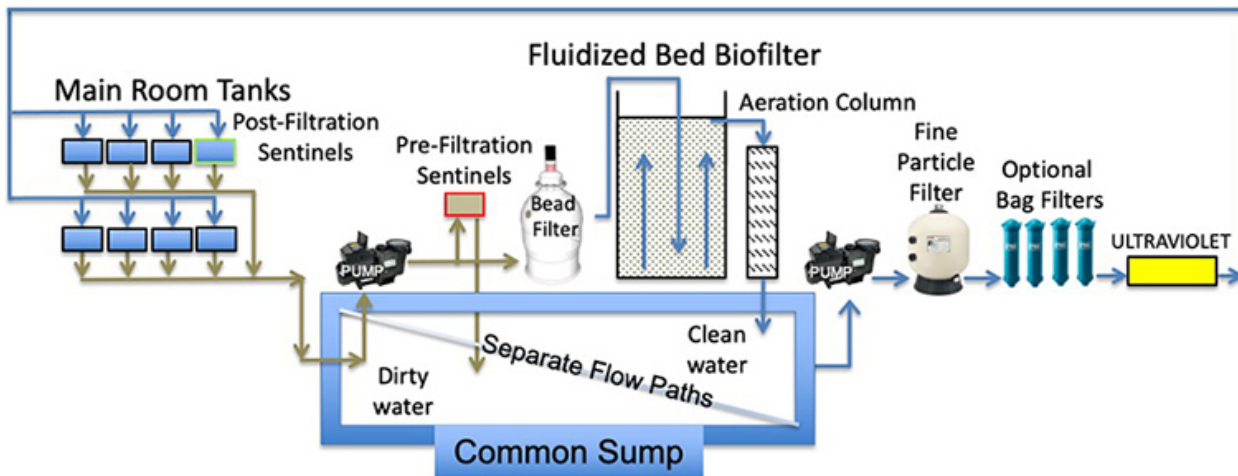 Fluidized Bed Biofilter
Main Room Tanks
Post-Filtration
Sentinels
Pre-Filtration
Sentinels
Bead
Filter
Aeration Column
Fine
Particle
Filter
Optional
Bag Filters
ULTRAVIOLET
PUMP
PUMP
Dirty
water
Separate Flow Paths
Clean
water
Common Sump